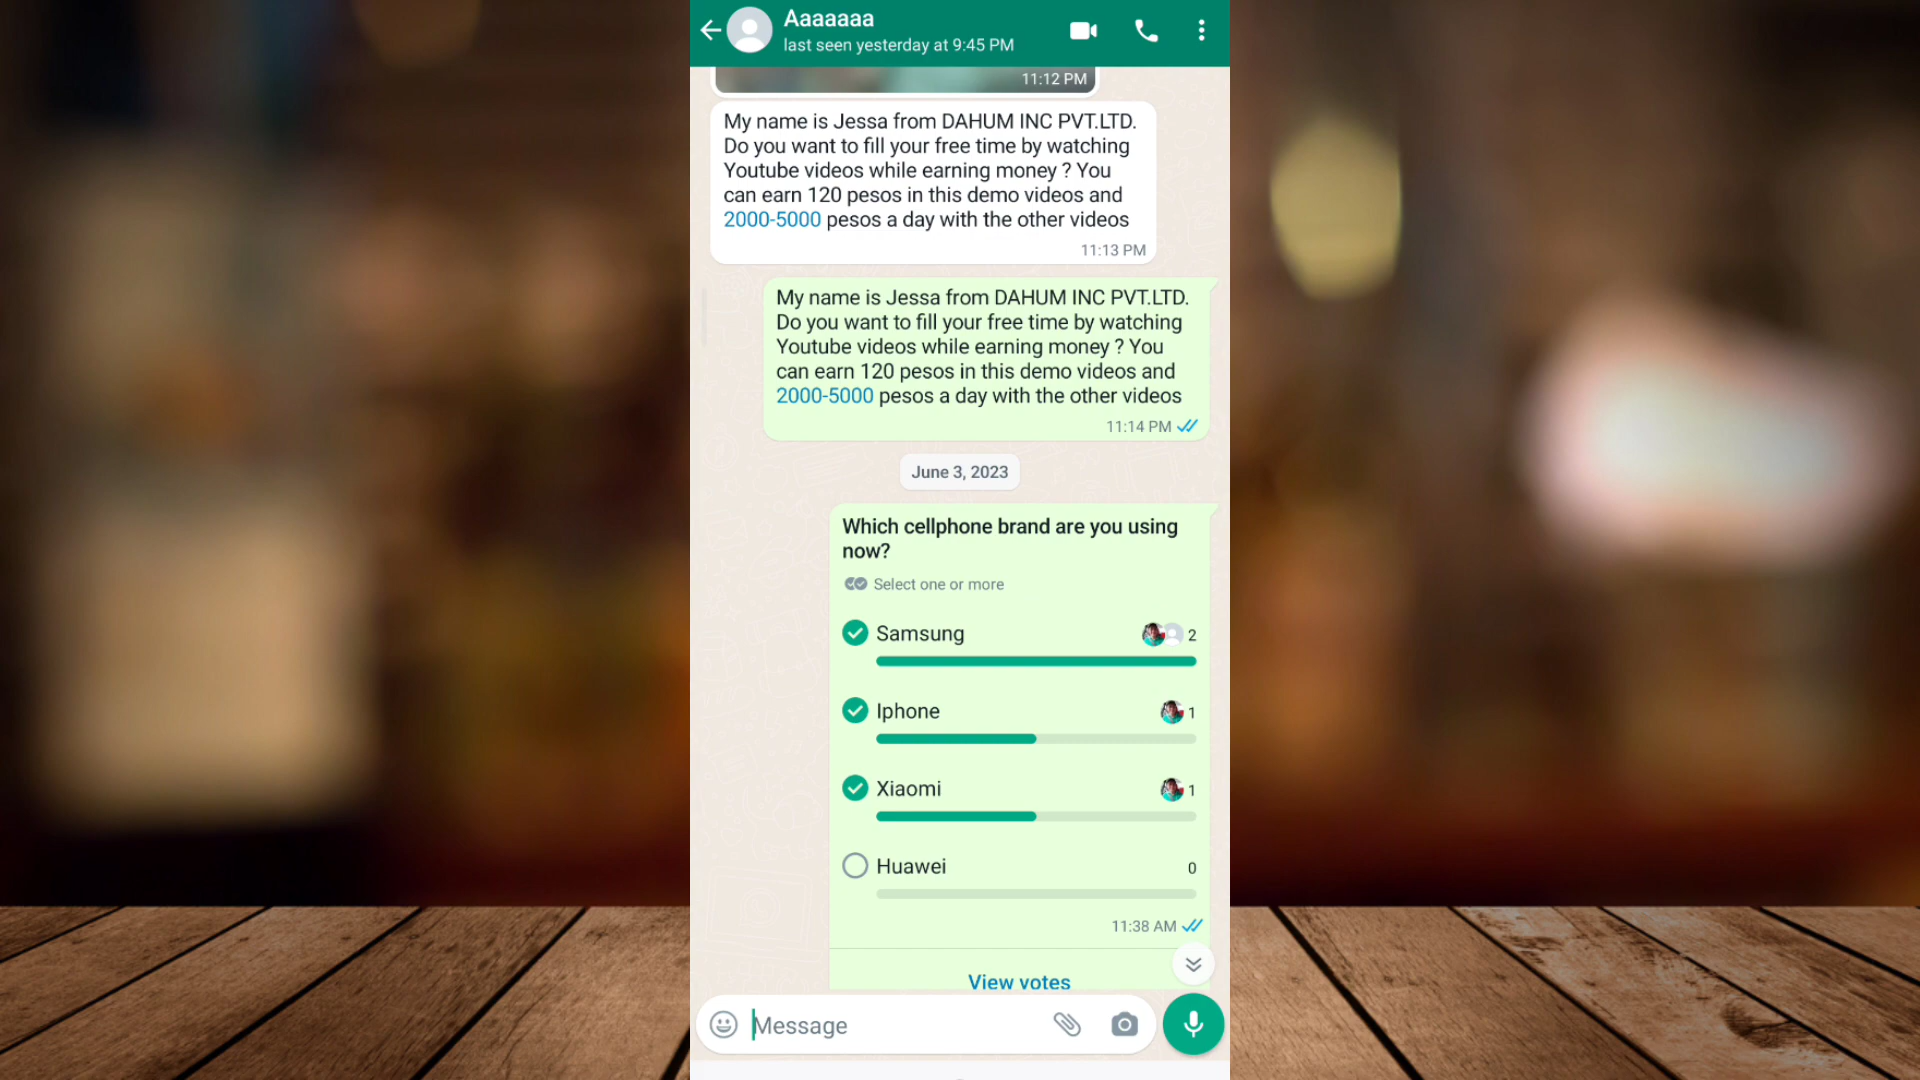 Aaaaaaa
last seen yesterday at 9:45 PM
11:12 PM
My name is Jessa from DAHUM INC PVT.LTD.
Do you want to fill your free time by watching
Youtube videos while earning money ? You
can earn 120 pesos in this demo videos and
2000-5000 pesos a day with the other videos
11:13 PM
My name is Jessa from DAHUM INC PVT.LTD.
Do you want to fill your free time by watching
Youtube videos while earning money ? You
can earn 120 pesos in this demo videos and
2000-5000 pesos a day with the other videos
11:14 PM
June 3, 2023
Which cellphone brand are you using
now?
Select one or more
Samsung 2
Iphone 1
Xiaomi 1
Huawei 0
11:38 AM
View votes
Message